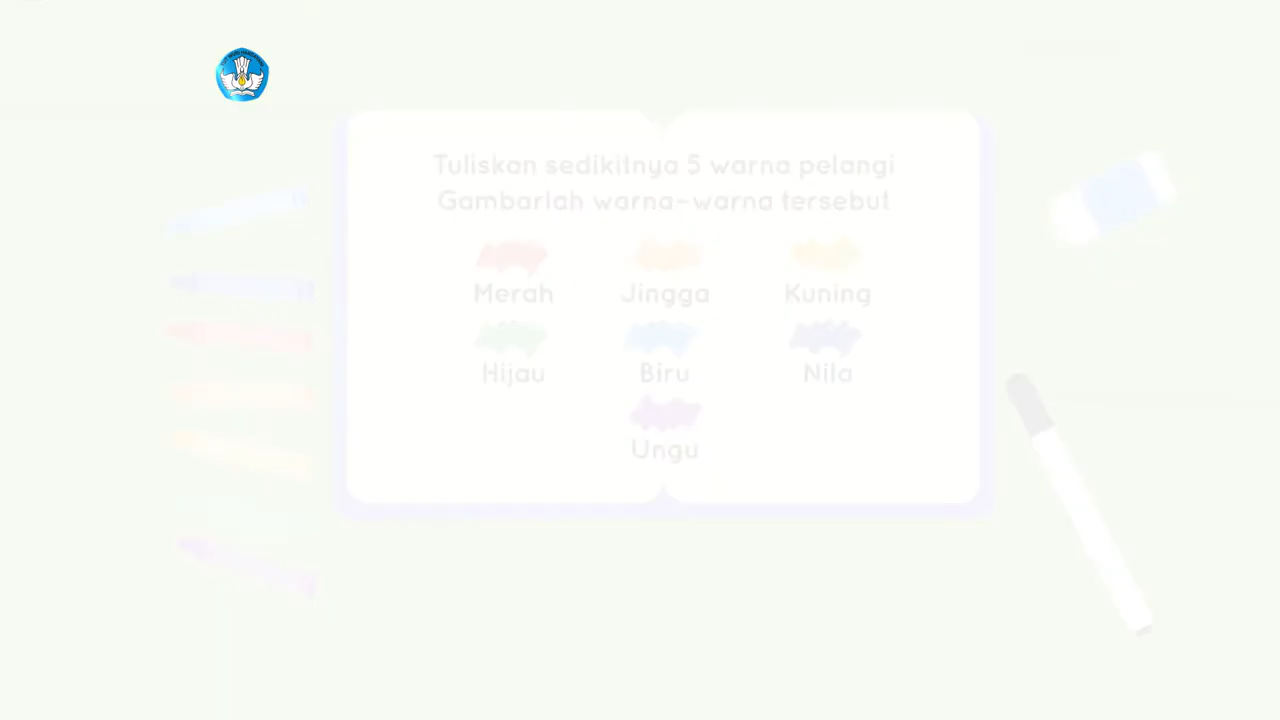 Tuliskan sedikitnya 5 warna pelangi
Gambarlah warna-warna tersebut
Merah Jingga Kuning
Hijau Biru Nila
Ungu